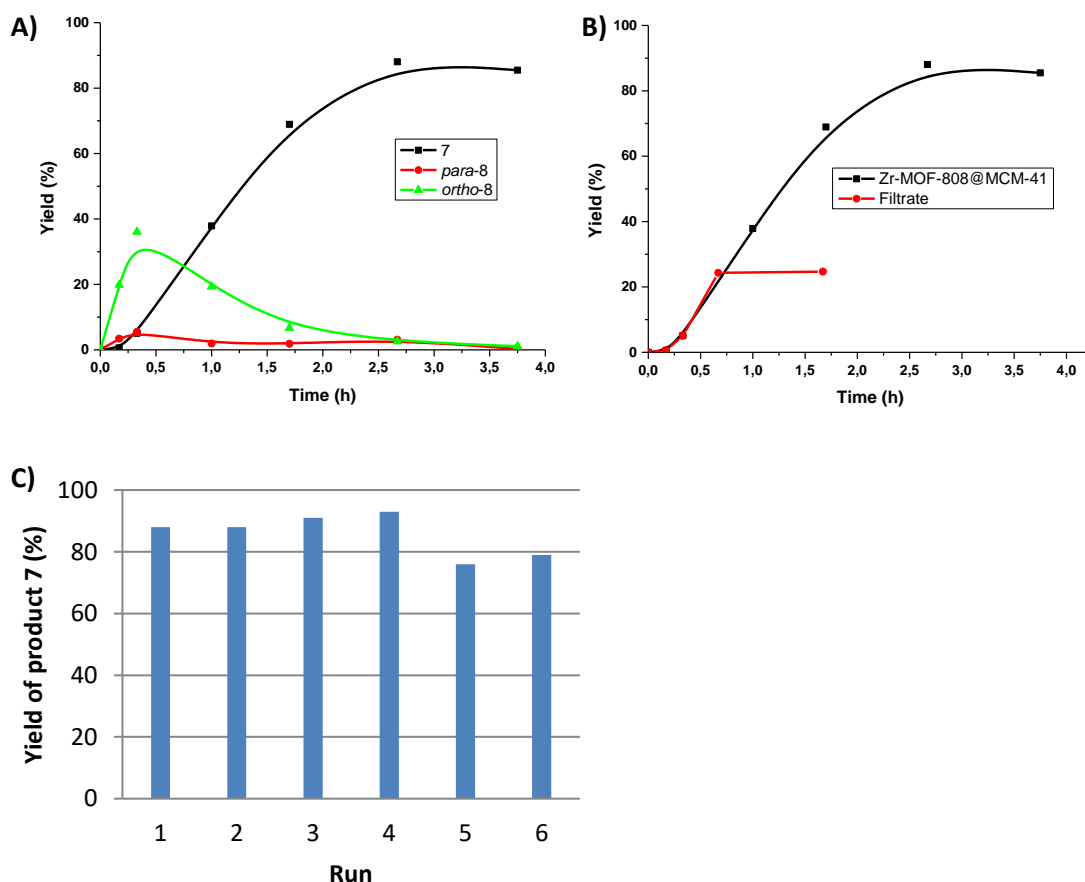 A)
Yield (%)
100
80
60
40
20
0
7
para-8
ortho-8
0,0 0,5 1,0 1,5 2,0 2,5 3,0 3,5 4,0
Time (h)
B)
Yield (%)
100
80
60
40
20
0
Zr-MOF-808@MCM-41
Filtrate
0,0 0,5 1,0 1,5 2,0 2,5 3,0 3,5 4,0
Time (h)
C)
Yield of product 7 (%)
100
80
60
40
20
0
1 2 3 4 5 6
Run